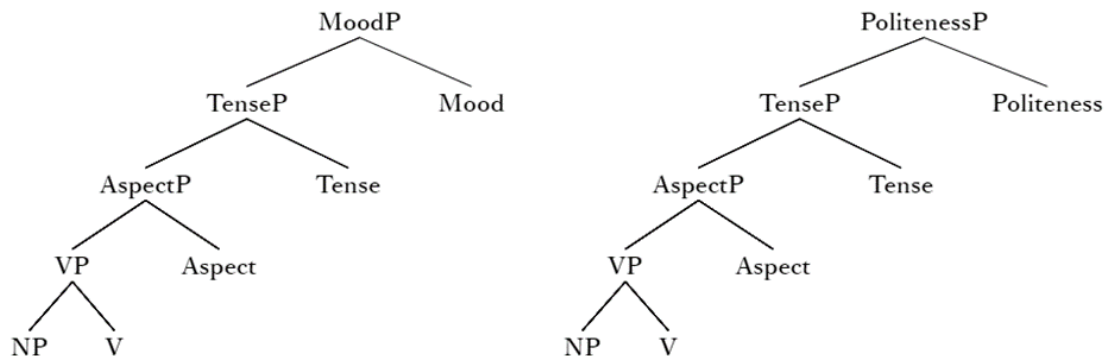 MoodP PolitenessP
TenseP Mood TenseP Politeness
AspectP Tense AspectP Tense
VP Aspect VP Aspect
NP V NP V